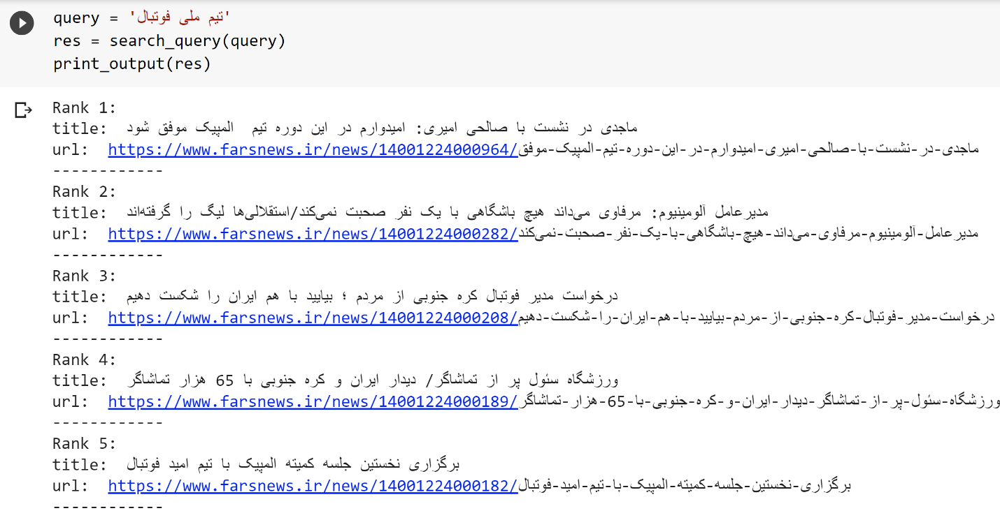 query = 'تیم ملی فوتبال'
res = search_query(query)
print_output(res)
Rank 1:
title:  ماجدی در نشست با صالحی امیری: امیدوارم در این دوره تیم  المپیک موفق شود
url:  https://www.farsnews.ir/news/14001224000964/ماجدی-در-نشست-با-صالحی-امیری-امیدوارم-در-این-دوره-تیم-المپیک-موفق
------------
Rank 2:
title:  مدیرعامل آلومینیوم: مرفاوی می‌داند هیچ باشگاهی با یک نفر صحبت نمی‌کند/استقلالی‌ها لیگ را گرفته‌اند
url:  https://www.farsnews.ir/news/14001224000282/مدیرعامل-آلومینیوم-مرفاوی-می‌داند-هیچ-باشگاهی-با-یک-نفر-صحبت-نمی‌کند
------------
Rank 3:
title:  درخواست مدیر فوتبال کره جنوبی از مردم ؛ بیایید با هم ایران را شکست دهیم
url:  https://www.farsnews.ir/news/14001224000208/درخواست-مدیر-فوتبال-کره-جنوبی-از-مردم-بیایید-با-هم-ایران-را-شکست-دهیم
------------
Rank 4:
title:  ورزشگاه سئول پر از تماشاگر/ دیدار ایران و کره جنوبی با 65 هزار تماشاگر
url:  https://www.farsnews.ir/news/14001224000189/ورزشگاه-سئول-پر-از-تماشاگر-دیدار-ایران-و-کره-جنوبی-با-65-هزار-تماشاگر
------------
Rank 5:
title:  برگزاری نخستین جلسه کمیته المپیک با تیم امید فوتبال
url:  https://www.farsnews.ir/news/14001224000182/برگزاری-نخستین-جلسه-کمیته-المپیک-با-تیم-امید-فوتبال
------------